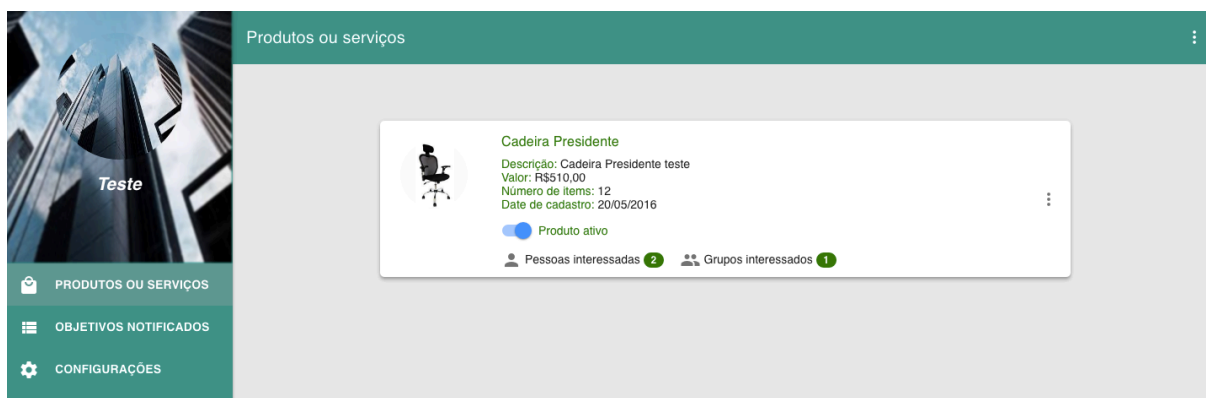 Produtos ou serviços
Teste
PRODUTOS OU SERVIÇOS
OBJETIVOS NOTIFICADOS
CONFIGURAÇÕES
Cadeira Presidente
Descrição: Cadeira Presidente teste
Valor: R$510,00
Número de items: 12
Date de cadastro: 20/05/2016
Produto ativo
Pessoas interessadas 2 Grupos interessados 1